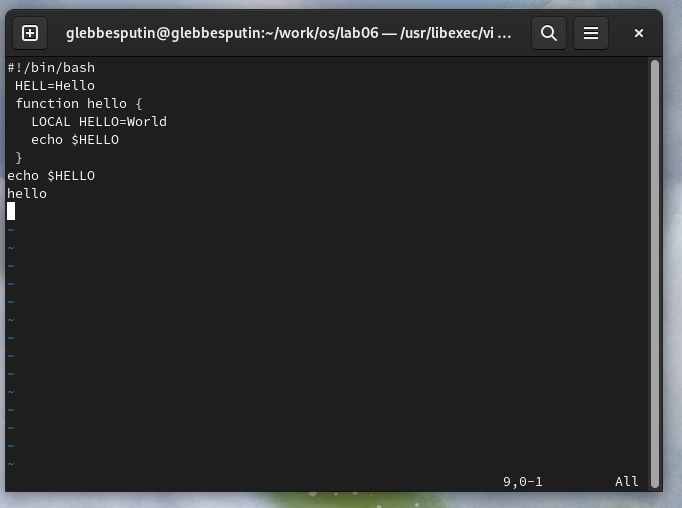 glebbesputin@glebbesputin:~/work/os/lab06 — /usr/libexec/vi ...
#!/bin/bash
 HELL=Hello
 function hello {
   LOCAL HELLO=World
   echo $HELLO
 }
echo $HELLO
hello
~
~
~
~
~
~
~
~
~
~
~
~
~
~
9,0-1 All